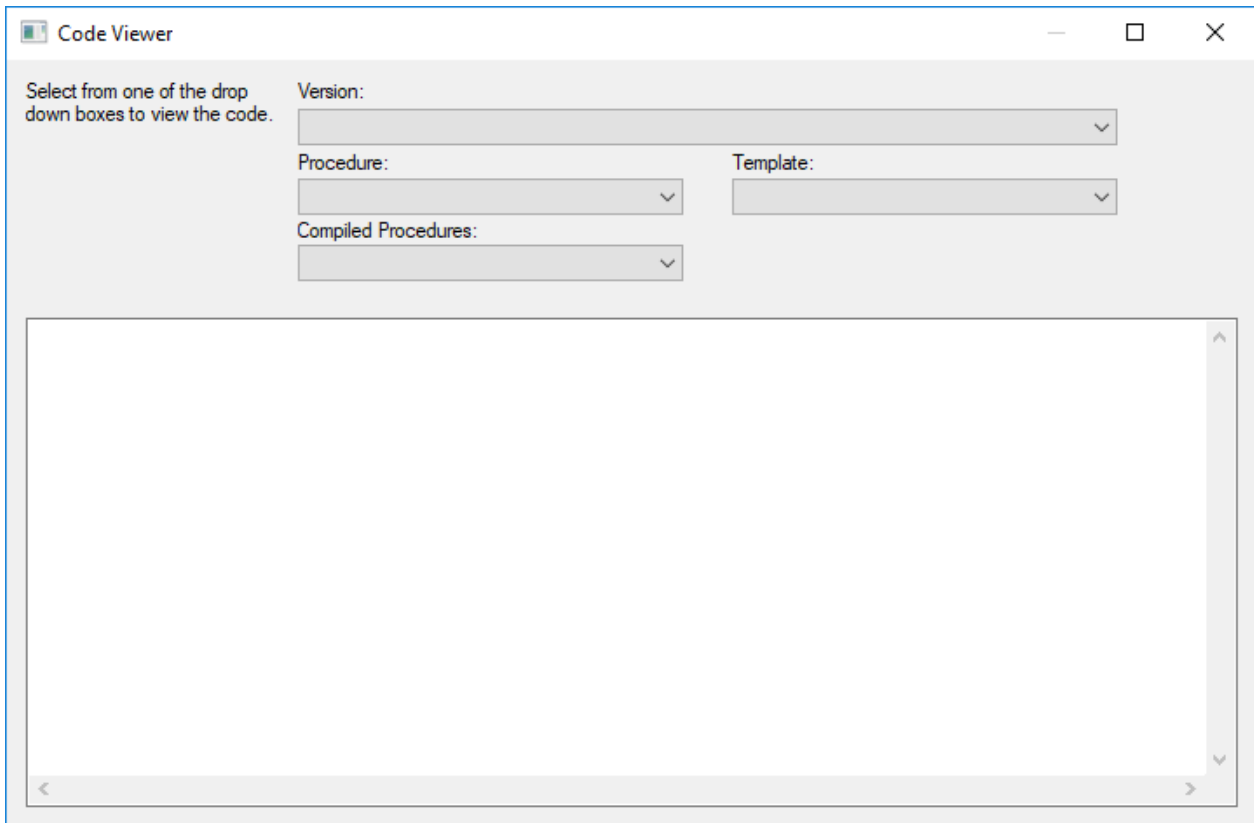 Code Viewer
Select from one of the drop
down boxes to view the code.
Version:
Procedure:
Template:
Compiled Procedures: